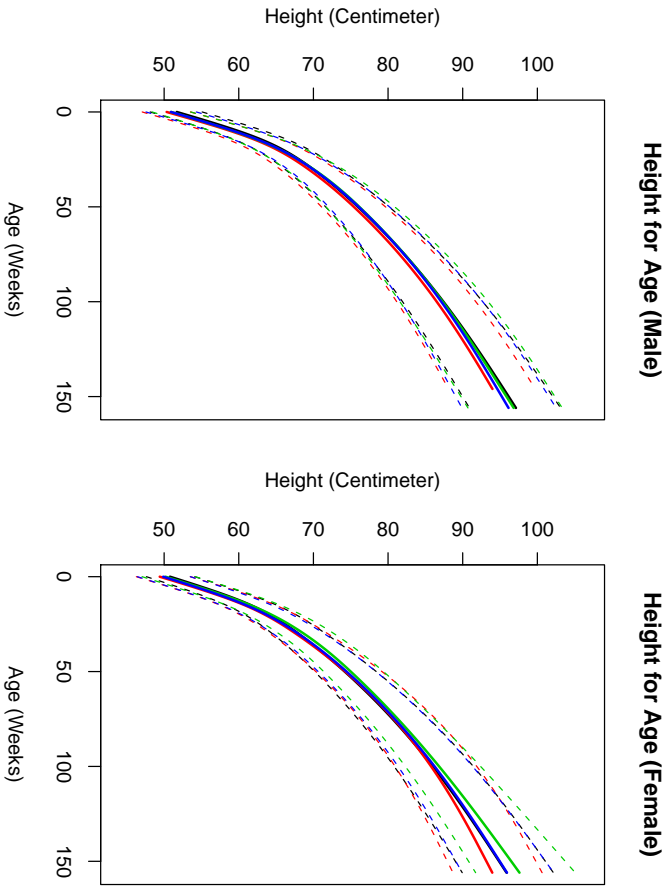 Height for Age (Male)
Height (Centimeter)
50 60 70 80 90 100
0 50 100 150
Age (Weeks)
Height for Age (Female)
Height (Centimeter)
50 60 70 80 90 100
0 50 100 150
Age (Weeks)